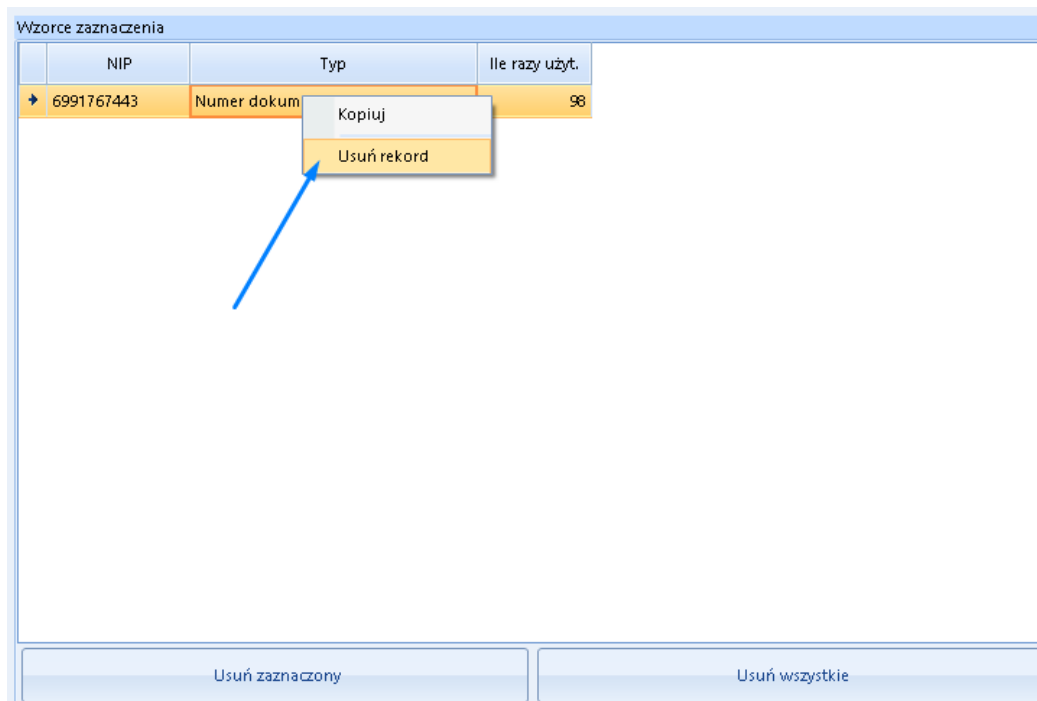 Wzorce zaznaczenia
NIP Typ Ile razy użyt.
6991767443 Numer dokum 98
Kopiuj
Usuń rekord
Usuń zaznaczony Usuń wszystkie